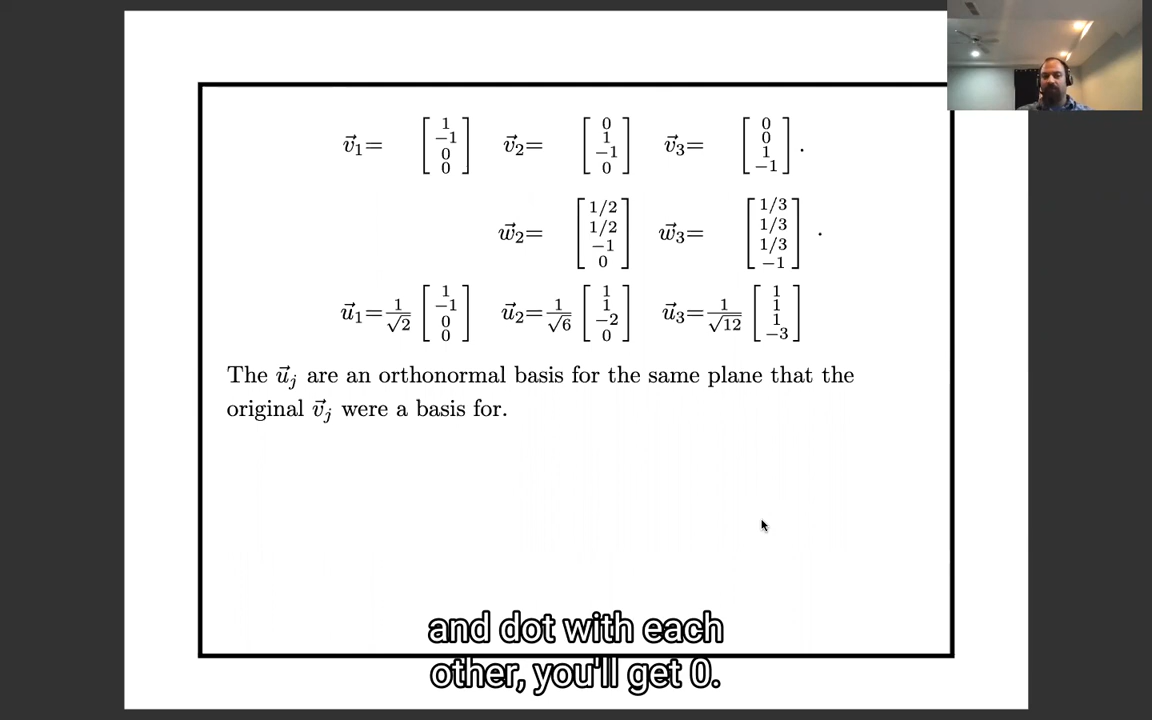 v⃗₁= [1 −1 0 0] v⃗₂= [0 1 −1 0] v⃗₃= [0 0 1 −1].
w⃗₂= [1/2 1/2 −1 0] w⃗₃= [1/3 1/3 1/3 −1].
u⃗₁= 1/√2 [1 −1 0 0] u⃗₂= 1/√6 [1 1 −2 0] u⃗₃= 1/√12 [1 1 1 −3]
The u⃗ⱼ are an orthonormal basis for the same plane that the
original v⃗ⱼ were a basis for.
and dot with each
other, you'll get 0.